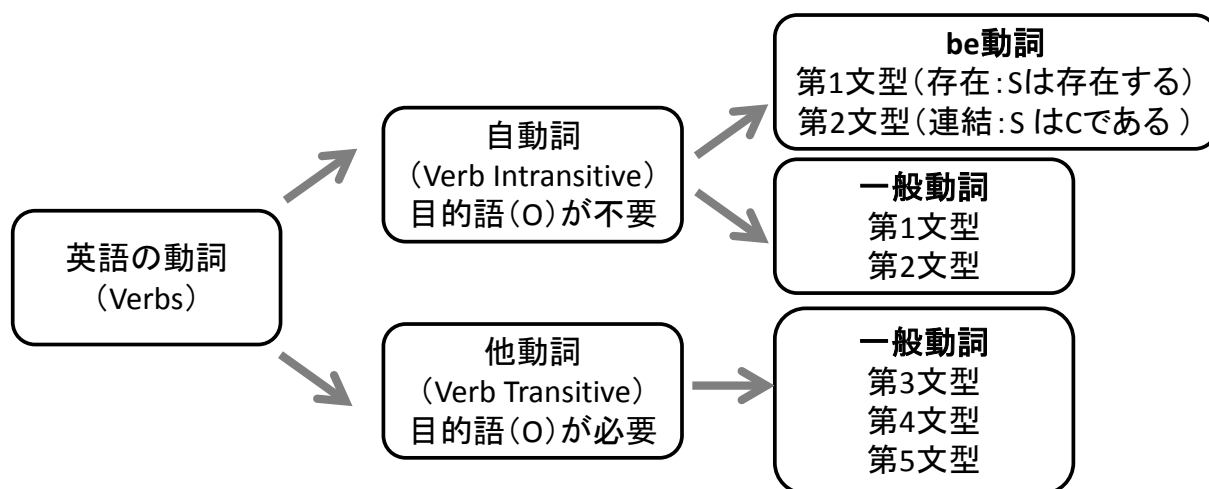 英語の動詞
（Verbs）
自動詞
（Verb Intransitive）
目的語（O）が不要
他動詞
（Verb Transitive）
目的語（O）が必要
be動詞
第1文型（存在：Sは存在する）
第2文型（連結：S はCである ）
一般動詞
第1文型
第2文型
一般動詞
第3文型
第4文型
第5文型